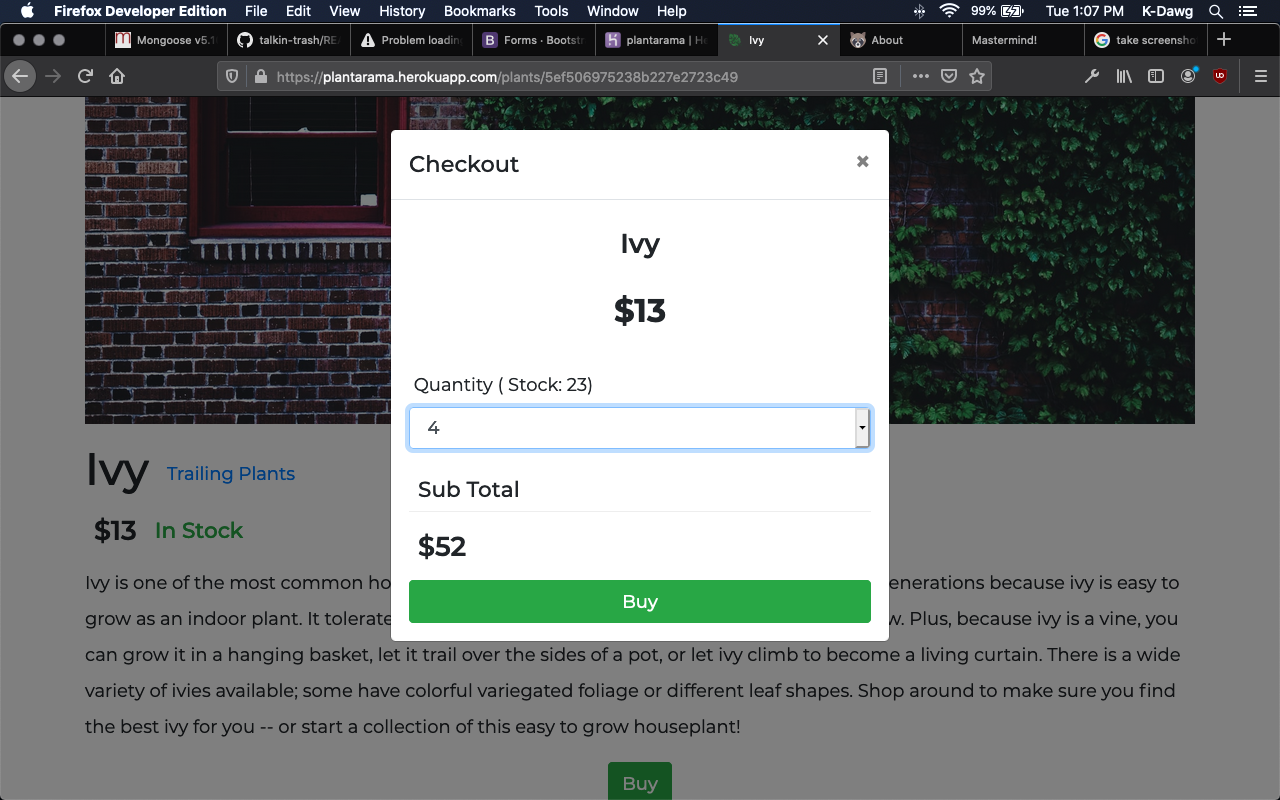 Firefox Developer Edition File Edit View History Bookmarks Tools Window Help 99% Tue 1:07 PM K-Dawg
Mongoose v5.1 talkin-trash/RE Problem loading Forms · Bootstr plantarama | He Ivy About Mastermind! take screensho
https://plantarama.herokuapp.com/plants/5ef506975238b227e2723c49
Checkout
Ivy
$13
Quantity ( Stock: 23)
4
Sub Total
$52
Buy
Ivy Trailing Plants
$13 In Stock
Ivy is one of the most common ho enerations because ivy is easy to
grow as an indoor plant. It tolerate w. Plus, because ivy is a vine, you
can grow it in a hanging basket, let it trail over the sides of a pot, or let ivy climb to become a living curtain. There is a wide
variety of ivies available; some have colorful variegated foliage or different leaf shapes. Shop around to make sure you find
the best ivy for you -- or start a collection of this easy to grow houseplant!
Buy